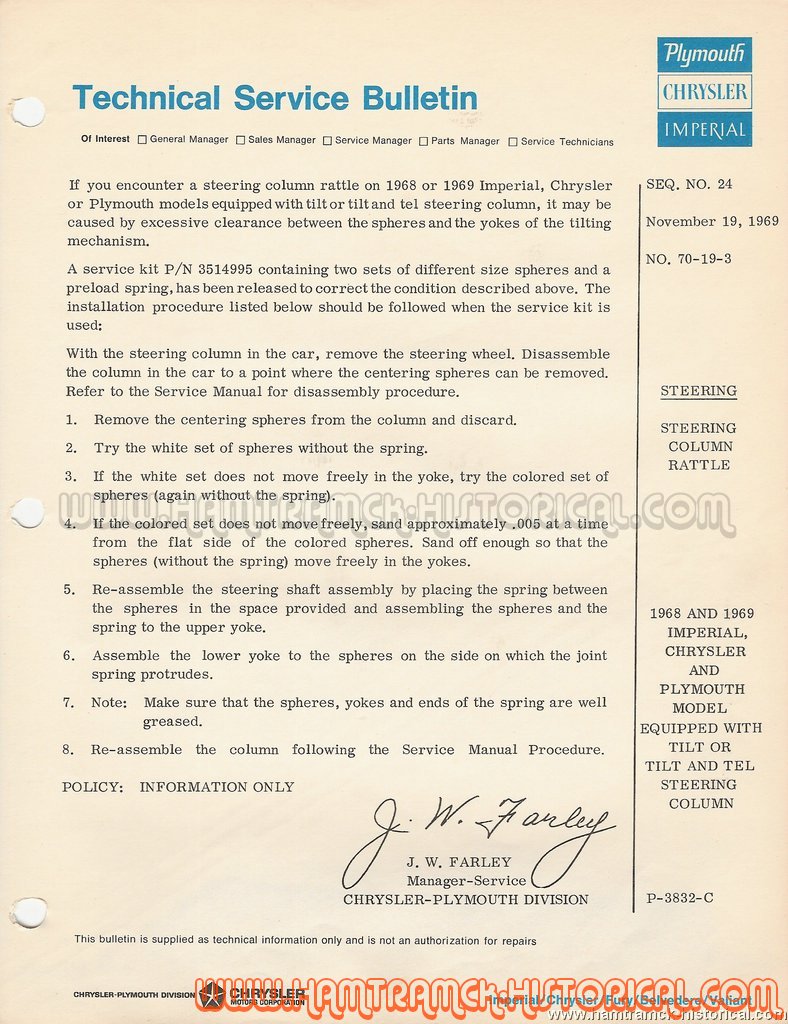 Plymouth
CHRYSLER
IMPERIAL
Technical Service Bulletin
Of Interest General Manager Sales Manager Service Manager Parts Manager Service Technicians
If you encounter a steering column rattle on 1968 or 1969 Imperial, Chrysler
or Plymouth models equipped with tilt or tilt and tel steering column, it may be
caused by excessive clearance between the spheres and the yokes of the tilting
mechanism.
A service kit P/N 3514995 containing two sets of different size spheres and a
preload spring, has been released to correct the condition described above. The
installation procedure listed below should be followed when the service kit is
used:
With the steering column in the car, remove the steering wheel. Disassemble
the column in the car to a point where the centering spheres can be removed.
Refer to the Service Manual for disassembly procedure.
1. Remove the centering spheres from the column and discard.
2. Try the white set of spheres without the spring.
3. If the white set does not move freely in the yoke, try the colored set of
spheres (again without the spring).
www.Hamtramck-Historical.com
4. If the colored set does not move freely, sand approximately .005 at a time
from the flat side of the colored spheres. Sand off enough so that the
spheres (without the spring) move freely in the yokes.
5. Re-assemble the steering shaft assembly by placing the spring between
the spheres in the space provided and assembling the spheres and the
spring to the upper yoke.
6. Assemble the lower yoke to the spheres on the side on which the joint
spring protrudes.
7. Note: Make sure that the spheres, yokes and ends of the spring are well
greased.
8. Re-assemble the column following the Service Manual Procedure.
POLICY: INFORMATION ONLY
J. W. Farley
J. W. FARLEY
Manager-Service
CHRYSLER-PLYMOUTH DIVISION
SEQ. NO. 24
November 19, 1969
NO. 70-19-3
STEERING
STEERING
COLUMN
RATTLE
1968 AND 1969
IMPERIAL,
CHRYSLER
AND
PLYMOUTH
MODEL
EQUIPPED WITH
TILT OR
TILT AND TEL
STEERING
COLUMN
P-3832-C
This bulletin is supplied as technical information only and is not an authorization for repairs
CHRYSLER-PLYMOUTH DIVISION CHRYSLER
MOTORS CORPORATION
Imperial/Chrysler/Fury/Belvedere/Valiant
www.Hamtramck-Historical.com
www.hamtramck-historical.com